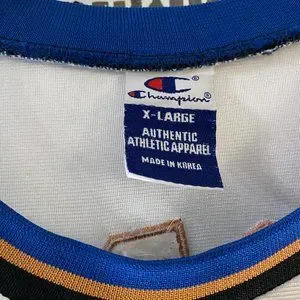 Champion
X-LARGE
AUTHENTIC
ATHLETIC APPAREL
MADE IN KOREA